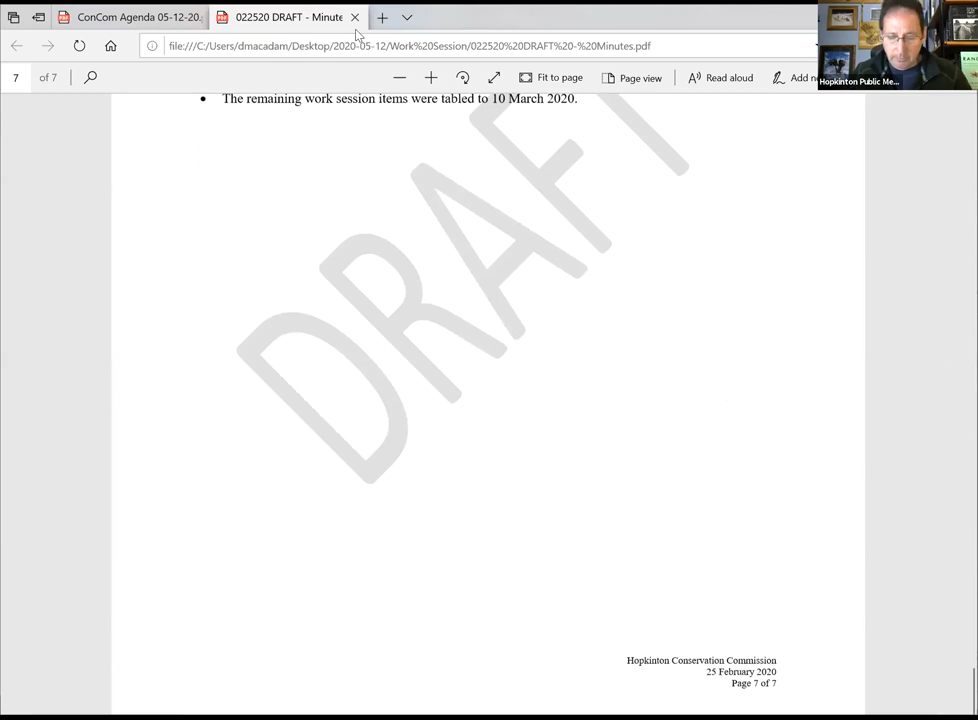 ConCom Agenda 05-12-20.
022520 DRAFT - Minute
file:///C:/Users/dmacadam/Desktop/2020-05-12/Work%20Session/022520%20DRAFT%20-%20Minutes.pdf
7 of 7
Fit to page
Page view
Read aloud
Add no
Hopkinton Public Me...
• The remaining work session items were tabled to 10 March 2020.
DRAFT
Hopkinton Conservation Commission
25 February 2020
Page 7 of 7